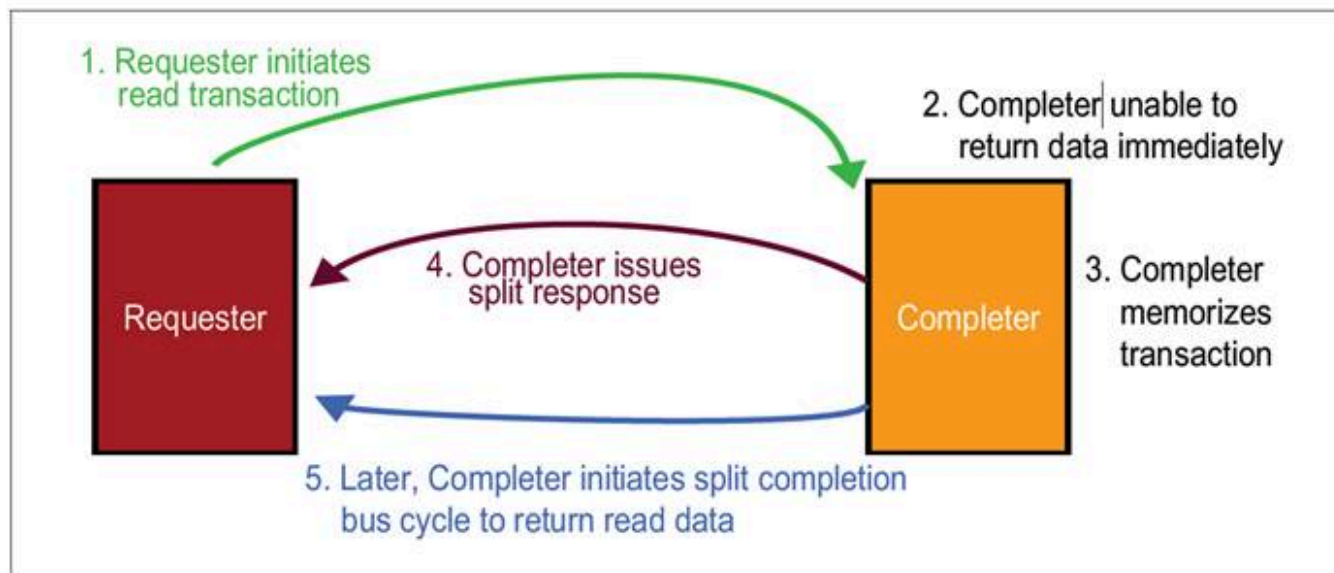 1. Requester initiates
read transaction
2. Completer unable to
return data immediately
Requester
4. Completer issues
split response
Completer
3. Completer
memorizes
transaction
5. Later, Completer initiates split completion
bus cycle to return read data